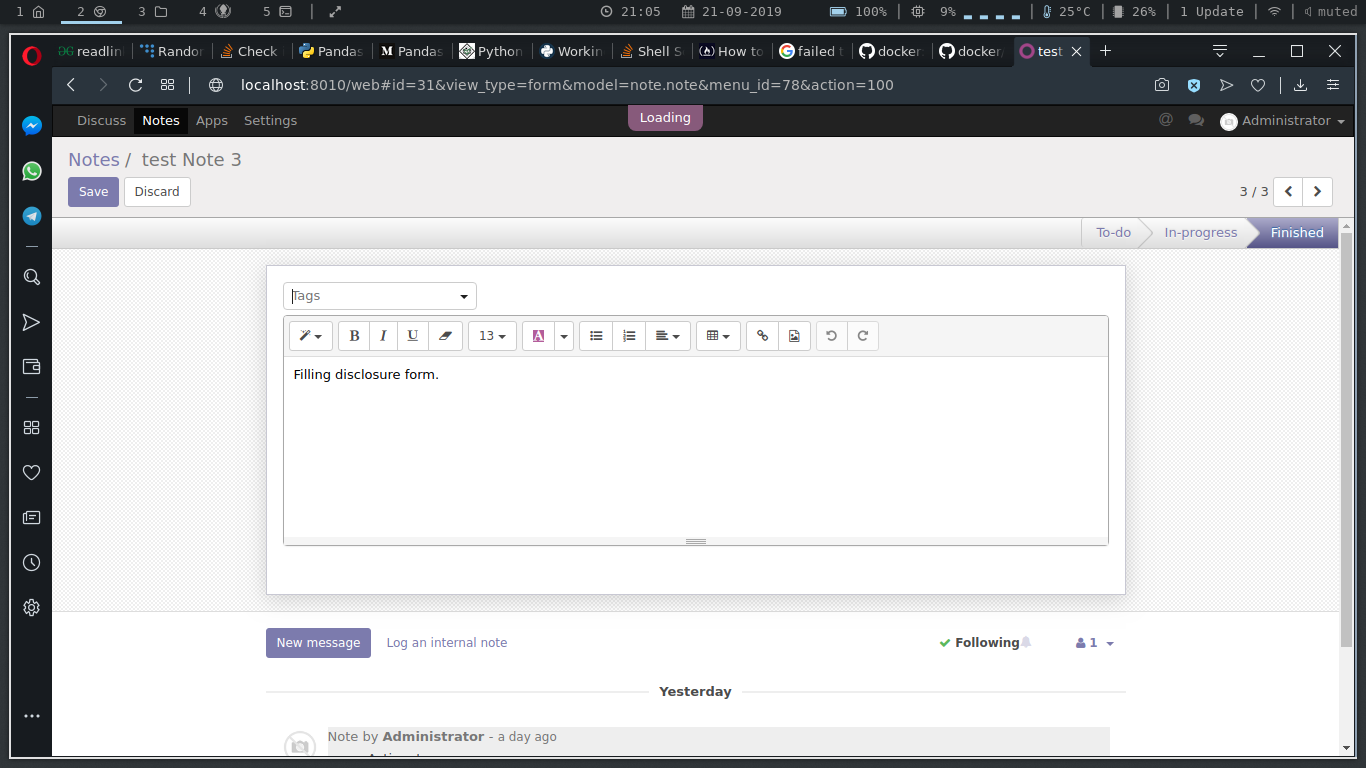 1 2 3 4 5 21:05 21-09-2019 100% 9% 25°C 26% 1 Update muted
readlin Randor Check Pandas Pandas Python Workin Shell S How to failed t docker docker test
localhost:8010/web#id=31&view_type=form&model=note.note&menu_id=78&action=100
Discuss Notes Apps Settings Loading @ Administrator
Notes / test Note 3
Save Discard 3 / 3
To-do In-progress Finished
Tags
B I U 13 A
Filling disclosure form.
New message Log an internal note Following 1
Yesterday
Note by Administrator - a day ago